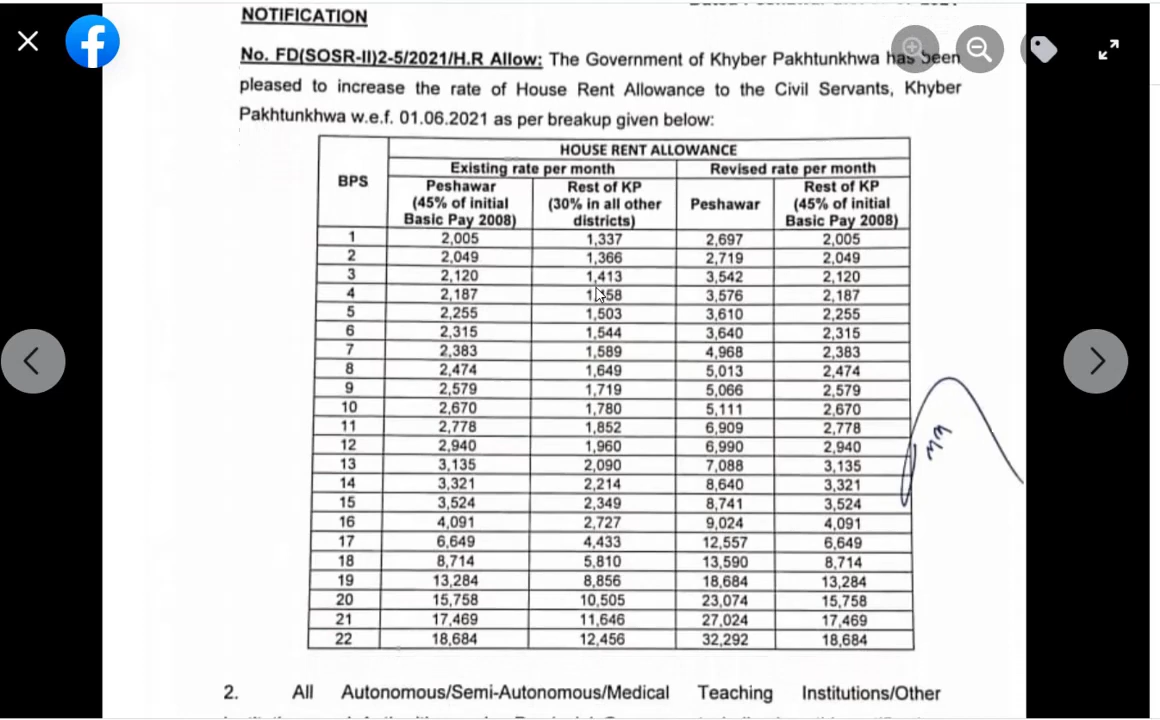 NOTIFICATION
No. FD(SOSR-II)2-5/2021/H.R Allow: The Government of Khyber Pakhtunkhwa has been
pleased to increase the rate of House Rent Allowance to the Civil Servants, Khyber
Pakhtunkhwa w.e.f. 01.06.2021 as per breakup given below:
BPS HOUSE RENT ALLOWANCE
Existing rate per month Revised rate per month
Peshawar (45% of initial Basic Pay 2008) Rest of KP (30% in all other districts) Peshawar Rest of KP (45% of initial Basic Pay 2008)
1 2,005 1,337 2,697 2,005
2 2,049 1,366 2,719 2,049
3 2,120 1,413 3,542 2,120
4 2,187 1,458 3,576 2,187
5 2,255 1,503 3,610 2,255
6 2,315 1,544 3,640 2,315
7 2,383 1,589 4,968 2,383
8 2,474 1,649 5,013 2,474
9 2,579 1,719 5,066 2,579
10 2,670 1,780 5,111 2,670
11 2,778 1,852 6,909 2,778
12 2,940 1,960 6,990 2,940
13 3,135 2,090 7,088 3,135
14 3,321 2,214 8,640 3,321
15 3,524 2,349 8,741 3,524
16 4,091 2,727 9,024 4,091
17 6,649 4,433 12,557 6,649
18 8,714 5,810 13,590 8,714
19 13,284 8,856 18,684 13,284
20 15,758 10,505 23,074 15,758
21 17,469 11,646 27,024 17,469
22 18,684 12,456 32,292 18,684
2. All Autonomous/Semi-Autonomous/Medical Teaching Institutions/Other